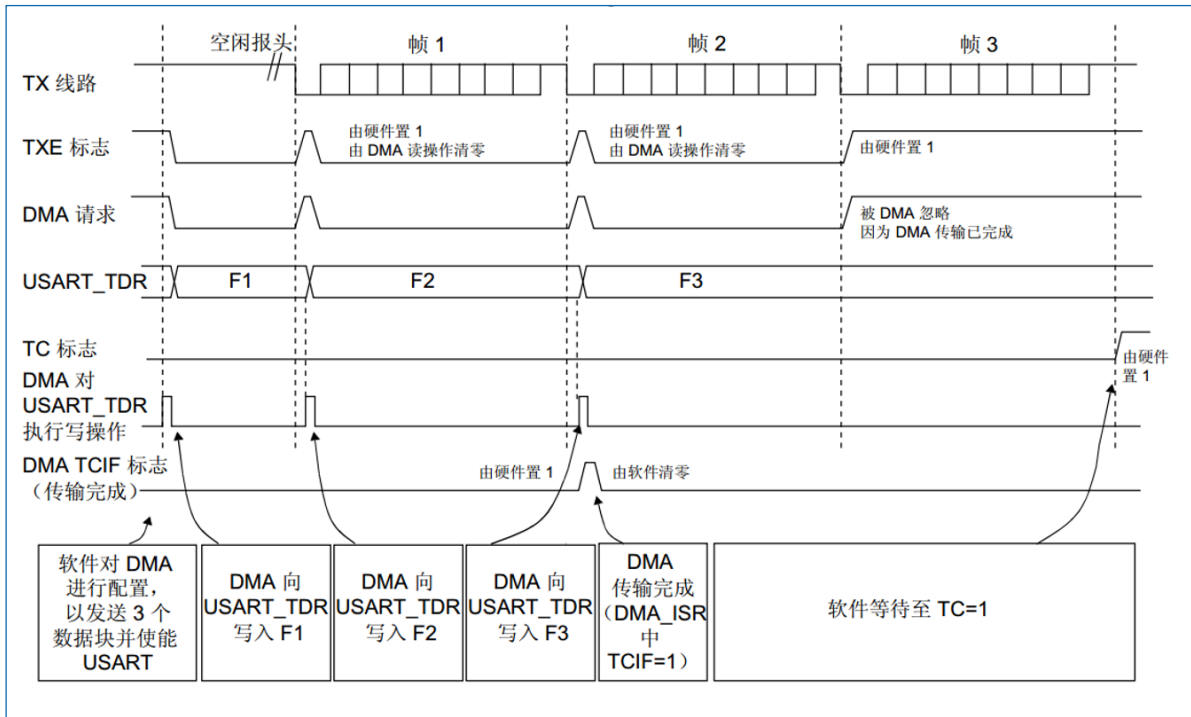 空闲报头
帧 1
帧 2
帧 3
TX 线路
TXE 标志
由硬件置 1
由 DMA 读操作清零
由硬件置 1
由 DMA 读操作清零
由硬件置 1
DMA 请求
被 DMA 忽略
因为 DMA 传输已完成
USART_TDR
F1
F2
F3
TC 标志
由硬件
置 1
DMA 对
USART_TDR
执行写操作
DMA TCIF 标志
（传输完成）
由硬件置 1
由软件清零
软件对 DMA
进行配置，
以发送 3 个
数据块并使能
USART
DMA 向
USART_TDR
写入 F1
DMA 向
USART_TDR
写入 F2
DMA 向
USART_TDR
写入 F3
DMA
传输完成
（DMA_ISR
中
TCIF=1）
软件等待至 TC=1